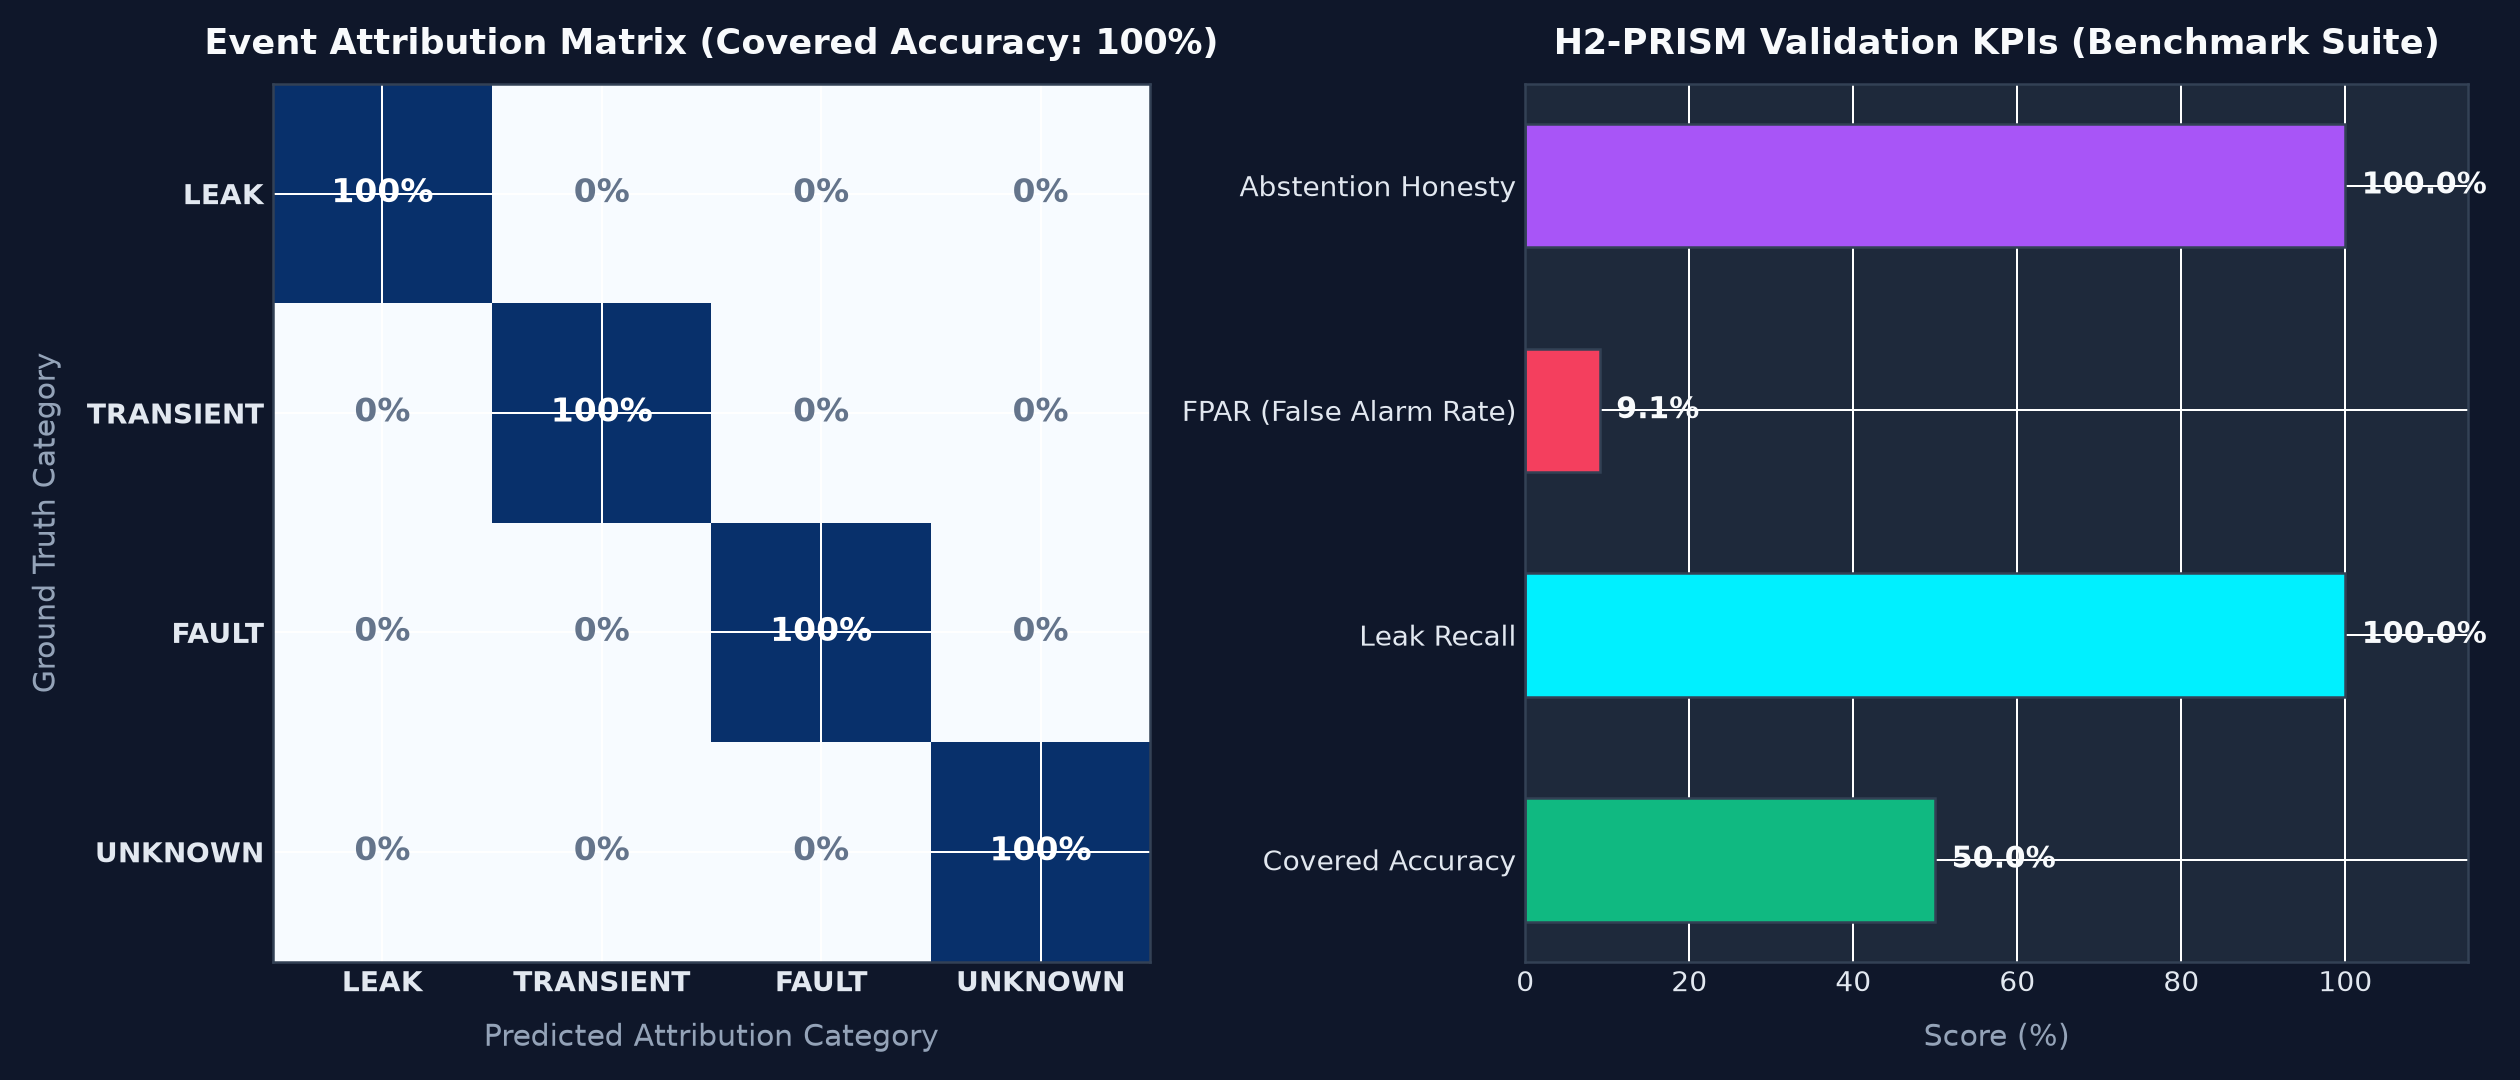 Event Attribution Matrix (Covered Accuracy: 100%)
Ground Truth Category
LEAK 100% 0% 0% 0%
TRANSIENT 0% 100% 0% 0%
FAULT 0% 0% 100% 0%
UNKNOWN 0% 0% 0% 100%
LEAK TRANSIENT FAULT UNKNOWN
Predicted Attribution Category
H2-PRISM Validation KPIs (Benchmark Suite)
Abstention Honesty 100.0%
FPAR (False Alarm Rate) 9.1%
Leak Recall 100.0%
Covered Accuracy 50.0%
0 20 40 60 80 100
Score (%)